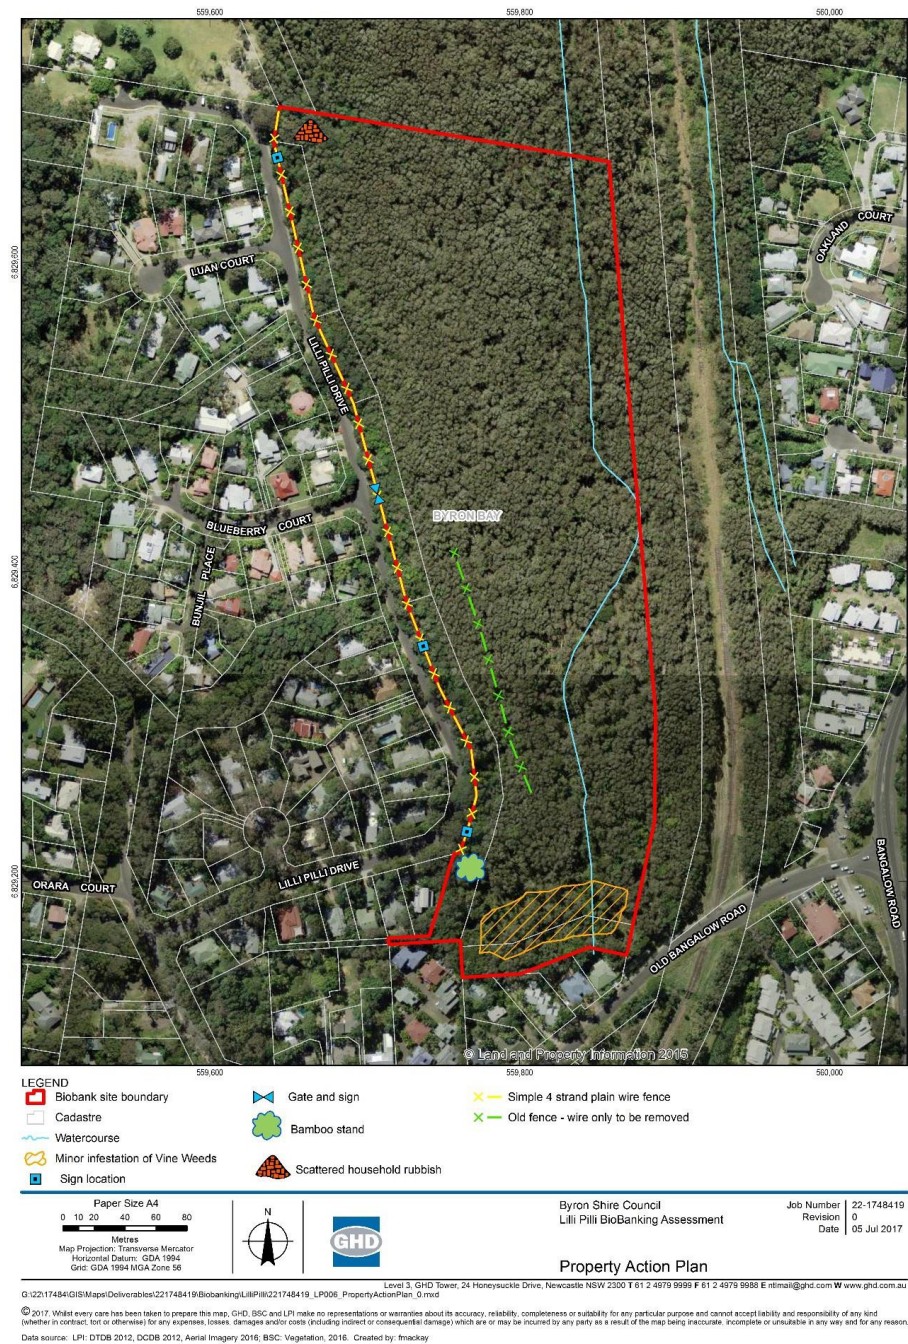 559,600 559,800 560,000
6,829,600
6,829,400
6,829,200
OAKLAND COURT
LUAN COURT
LILLI PILLI DRIVE
BYRON BAY
BLUEBERRY COURT
BUNJIL PLACE
BANGALOW ROAD
LILLI PILLI DRIVE
ORARA COURT
OLD BANGALOW ROAD
© Land and Property Information 2015
559,600 559,800 560,000
LEGEND
Biobank site boundary
Cadastre
Watercourse
Minor infestation of Vine Weeds
Sign location
Gate and sign
Bamboo stand
Scattered household rubbish
Simple 4 strand plain wire fence
Old fence - wire only to be removed
Paper Size A4
0 10 20 40 60 80
Metres
Map Projection: Transverse Mercator
Horizontal Datum: GDA 1994
Grid: GDA 1994 MGA Zone 56
N
GHD
Byron Shire Council
Lilli Pilli BioBanking Assessment
Property Action Plan
Job Number 22-1748419
Revision 0
Date 05 Jul 2017
Level 3, GHD Tower, 24 Honeysuckle Drive, Newcastle NSW 2300 T 61 2 4979 9999 F 61 2 4979 9988 E ntlmail@ghd.com W www.ghd.com.au
G:\22\17484\GIS\Maps\Deliverables\221748419\Biobanking\LilliPilli\221748419_LP006_PropertyActionPlan_0.mxd
© 2017. Whilst every care has been taken to prepare this map, GHD, BSC and LPI make no representations or warranties about its accuracy, reliability, completeness or suitability for any particular purpose and cannot accept liability and responsibility of any kind
(whether in contract, tort or otherwise) for any expenses, losses, damages and/or costs (including indirect or consequential damage) which are or may be incurred by any party as a result of the map being inaccurate, incomplete or unsuitable in any way and for any reason.
Data source: LPI: DTDB 2012, DCDB 2012, Aerial Imagery 2016; BSC: Vegetation, 2016. Created by: fmackay